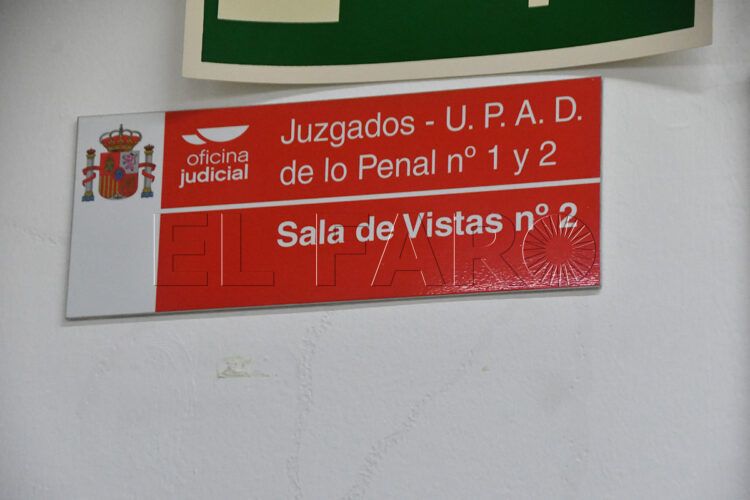 oficina
judicial
Juzgados - U. P. A. D.
de lo Penal nº 1 y 2
Sala de Vistas nº 2
EL FARO